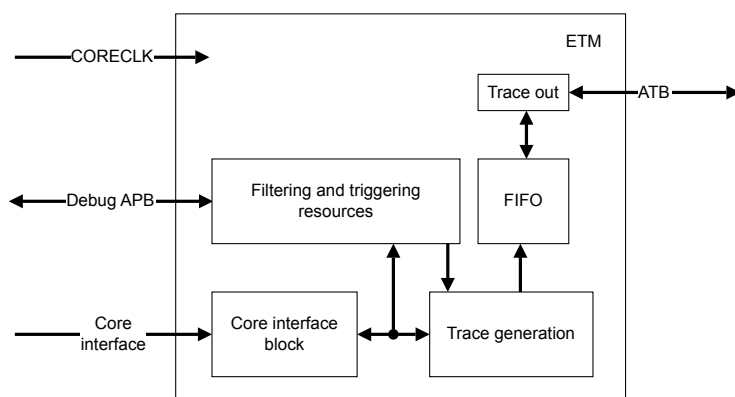 ETM
CORECLK
Trace out
ATB
Debug APB
Filtering and triggering
resources
FIFO
Core
interface
Core interface
block
Trace generation